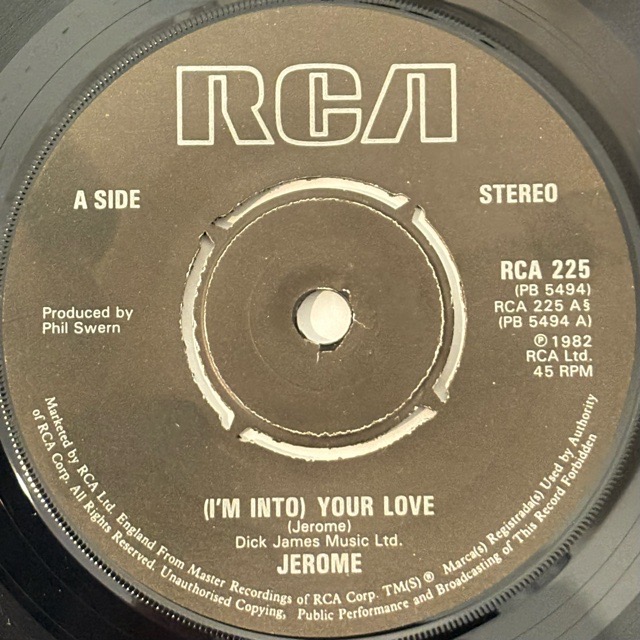 RCA
A SIDE
STEREO
Produced by
Phil Swern
RCA 225
(PB 5494)
RCA 225 A§
(PB 5494 A)
℗ 1982
RCA Ltd.
45 RPM
(I'M INTO) YOUR LOVE
(Jerome)
Dick James Music Ltd.
JEROME
Marketed by RCA Ltd. England From Master Recordings of RCA Corp. TM(S) ® Marca(s) Registrada(s) Used by Authority
of RCA Corp. All Rights Reserved. Unauthorised Copying, Public Performance and Broadcasting of This Record Forbidden